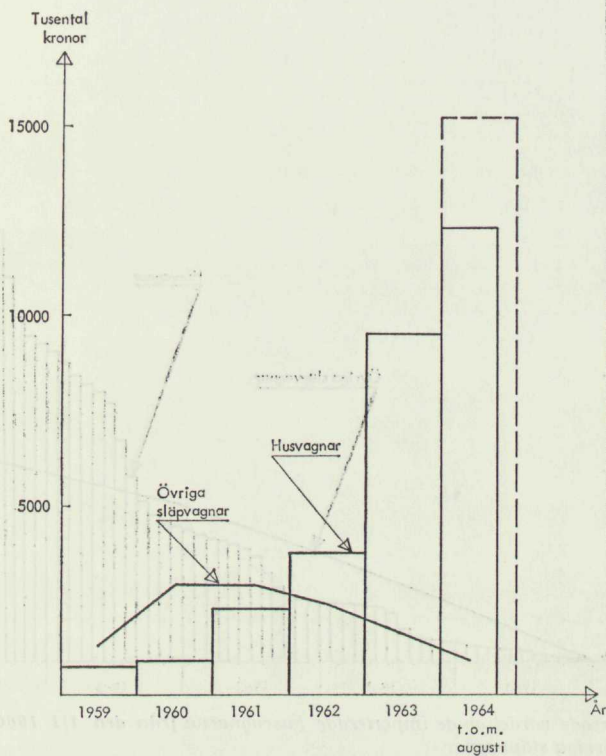 Tusental
kronor
15000
10000
5000
Husvagnar
Övriga
släpvagnar
1959 1960 1961 1962 1963 1964 År
t.o.m.
augusti